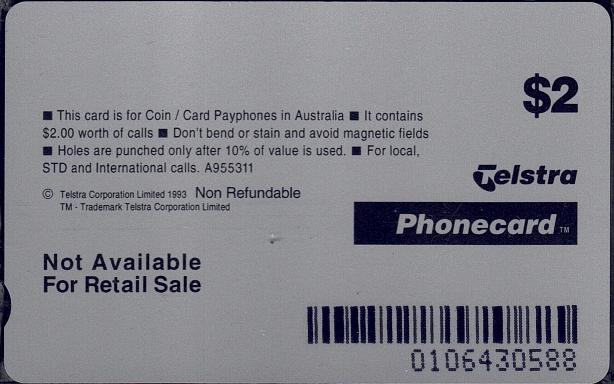 $2
■ This card is for Coin / Card Payphones in Australia ■ It contains
$2.00 worth of calls ■ Don't bend or stain and avoid magnetic fields
■ Holes are punched only after 10% of value is used. ■ For local,
STD and International calls. A955311
© Telstra Corporation Limited 1993 Non Refundable
TM - Trademark Telstra Corporation Limited
Telstra
Phonecard TM
Not Available
For Retail Sale
0106430588